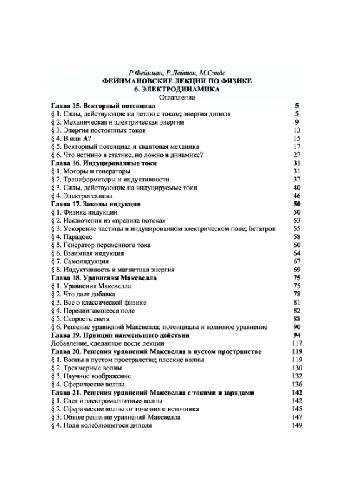 Р.Фейнман, Р.Лейтон, М.Сэндс
ФЕЙНМАНОВСКИЕ ЛЕКЦИИ ПО ФИЗИКЕ
6. ЭЛЕКТРОДИНАМИКА
Оглавление
Глава 15. Векторный потенциал 5
§ 1. Силы, действующие на петлю с током; энергия диполя 5
§ 2. Механическая и электрическая энергии 9
§ 3. Энергия постоянных токов 13
§ 4. В или А? 15
§ 5. Векторный потенциал и квантовая механика 17
§ 6. Что истинно в статике, но ложно в динамике? 27
Глава 16. Индуцированные токи 31
§ 1. Моторы и генераторы 31
§ 2. Трансформаторы и индуктивности 37
§ 3. Силы, действующие на индуцируемые токи 40
§ 4. Электротехника 46
Глава 17. Законы индукции 50
§ 1. Физика индукции 50
§ 2. Исключения из «правила потока» 53
§ 3. Ускорение частицы в индуцированном электрическом поле; бетатрон 55
§ 4. Парадокс 58
§ 5. Генератор переменного тока 60
§ 6. Взаимная индукция 64
§ 7. Самоиндукция 67
§ 8. Индуктивность и магнитная энергия 69
Глава 18. Уравнения Максвелла 75
§ 1. Уравнения Максвелла 75
§ 2. Что дает добавка 78
§ 3. Все о классической физике 81
§ 4. Передвигающееся поле 82
§ 5. Скорость света 88
§ 6. Решение уравнений Максвелла; потенциалы и волновое уравнение 90
Глава 19. Принцип наименьшего действия 94
Добавление, сделанное после лекции 117
Глава 20. Решения уравнений Максвелла в пустом пространстве 119
§ 1. Волны в пустом пространстве; плоские волны 119
§ 2. Трехмерные волны 130
§ 3. Научное воображение 132
§ 4. Сферические волны 136
Глава 21. Решения уравнений Максвелла с токами и зарядами 142
§ 1. Свет и электромагнитные волны 142
§ 2. Сферические волны от точечного источника 145
§ 3. Общее решение уравнений Максвелла 147
§ 4. Поля колеблющегося диполя 149